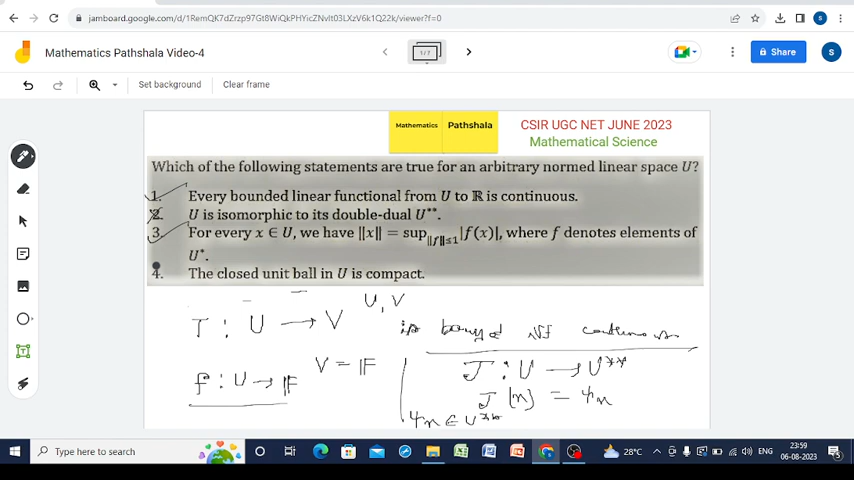 jamboard.google.com/d/1RemQK7dZrzp97Gt8WiQkPHYicZNvlt03LXzV6k1Q22k/viewer?f=0
S
Mathematics Pathshala Video-4
1/7
Share
S
Set background
Clear frame
Mathematics Pathshala
CSIR UGC NET JUNE 2023
Mathematical Science
Which of the following statements are true for an arbitrary normed linear space U?
1. Every bounded linear functional from U to ℝ is continuous.
2. U is isomorphic to its double-dual U**.
3. For every x ∈ U, we have ‖x‖ = sup‖f‖≤1|f(x)|, where f denotes elements of
U*.
4. The closed unit ball in U is compact.
U, V
T : U → V
is bounded iff continuous
V = F
J : U → U**
f : U → F
J (x) = ψx
ψx ∈ U**
Type here to search
28°C
ENG
23:59
06-08-2023
5